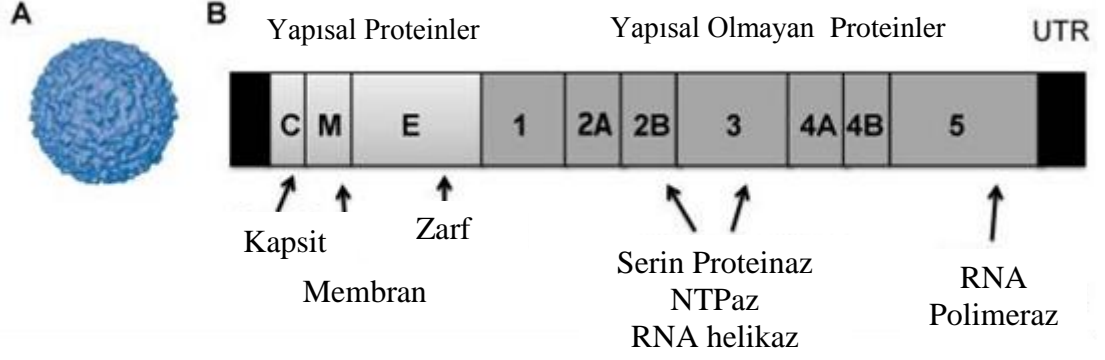 A
B
Yapısal Proteinler
Yapısal Olmayan Proteinler
UTR
C M E 1 2A 2B 3 4A 4B 5
Kapsit
Membran
Zarf
Serin Proteinaz
NTPaz
RNA helikaz
RNA
Polimeraz